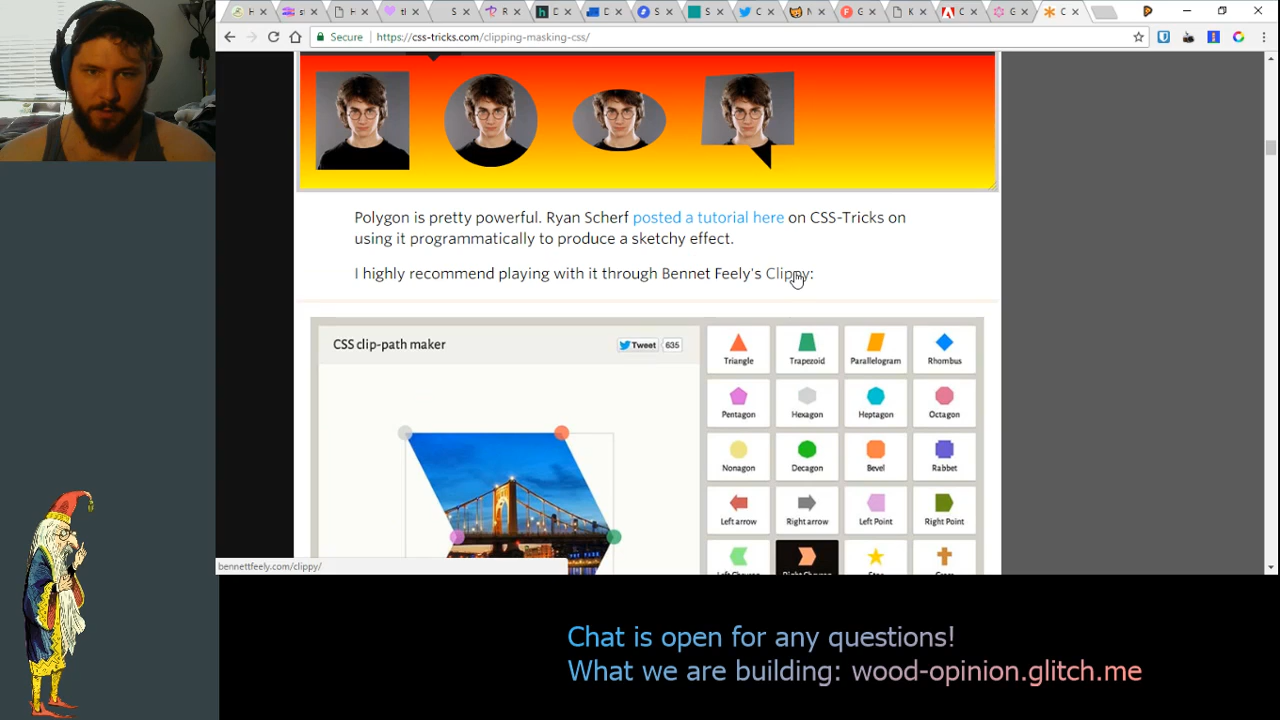 Secure
https://css-tricks.com/clipping-masking-css/
Polygon is pretty powerful. Ryan Scherf posted a tutorial here on CSS-Tricks on
using it programmatically to produce a sketchy effect.
I highly recommend playing with it through Bennet Feely's Clippy:
CSS clip-path maker
Tweet 635
Triangle Trapezoid Parallelogram Rhombus
Pentagon Hexagon Heptagon Octagon
Nonagon Decagon Bevel Rabbet
Left arrow Right arrow Left Point Right Point
bennettfeely.com/clippy/
Chat is open for any questions!
What we are building: wood-opinion.glitch.me